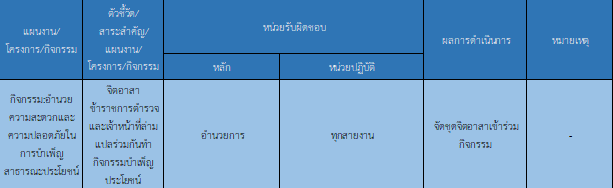 แผนงาน/
โครงการ/กิจกรรม
ตัวชี้วัด/
สาระสำคัญ/
แผนงาน/
โครงการ/กิจกรรม
หน่วยรับผิดชอบ
หลัก
หน่วยปฏิบัติ
ผลการดำเนินการ
หมายเหตุ
กิจกรรม:อำนวย
ความสะดวกและ
ความปลอดภัยใน
การบำเพ็ญ
สาธารณะประโยชน์
จิตอาสา
ข้าราชการตำรวจ
และเจ้าหน้าที่ล่าม
แปลร่วมกันทำ
กิจกรรมบำเพ็ญ
ประโยชน์
อำนวยการ
ทุกสายงาน
จัดชุดจิตอาสาเข้าร่วม
กิจกรรม
-